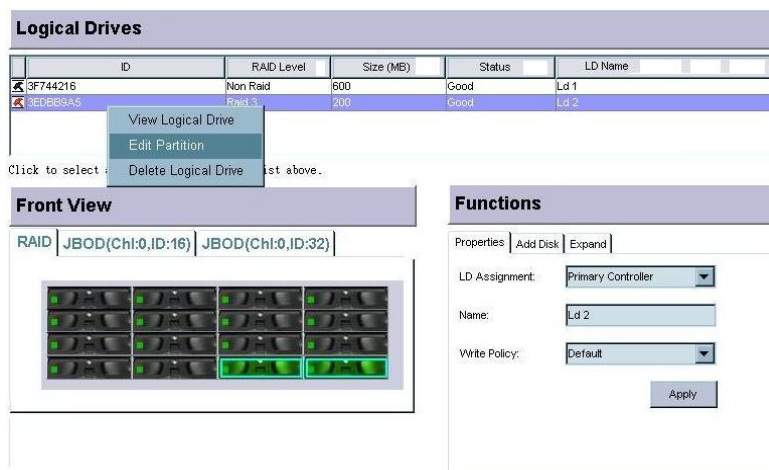 Logical Drives
ID RAID Level Size (MB) Status LD Name
3F744216 Non Raid 600 Good Ld 1
3EDBB9A5 Raid 3 200 Good Ld 2
View Logical Drive
Edit Partition
Click to select ist above.
Delete Logical Drive
Front View
RAID JBOD(Chl:0,ID:16) JBOD(Chl:0,ID:32)
Functions
Properties Add Disk Expand
LD Assignment: Primary Controller
Name: Ld 2
Write Policy: Default
Apply